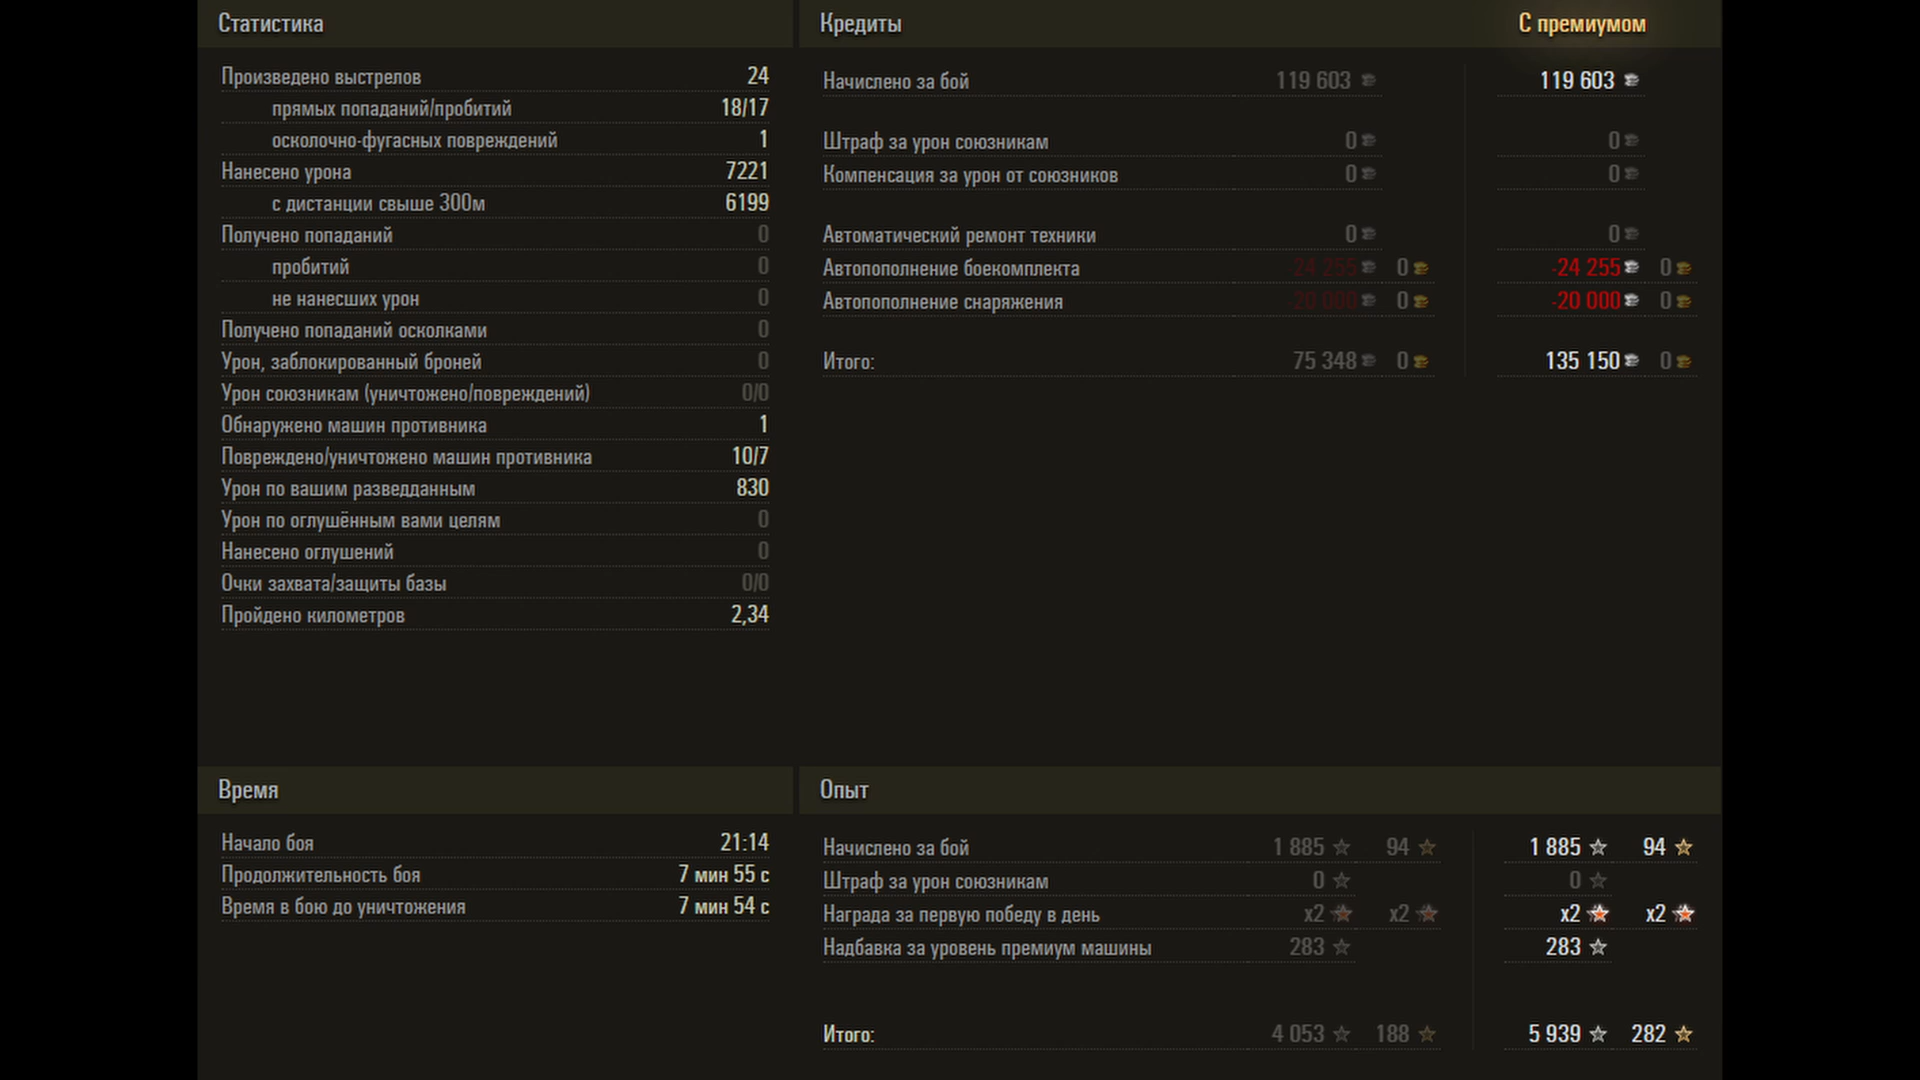 Статистика
Произведено выстрелов 24
прямых попаданий/пробитий 18/17
осколочно-фугасных повреждений 1
Нанесено урона 7221
с дистанции свыше 300м 6199
Получено попаданий 0
пробитий 0
не нанесших урон 0
Получено попаданий осколками 0
Урон, заблокированный броней 0
Урон союзникам (уничтожено/повреждений) 0/0
Обнаружено машин противника 1
Повреждено/уничтожено машин противника 10/7
Урон по вашим разведданным 830
Урон по оглушённым вами целям 0
Нанесено оглушений 0
Очки захвата/защиты базы 0/0
Пройдено километров 2,34
Кредиты С премиумом
Начислено за бой 119 603 119 603
Штраф за урон союзникам 0 0
Компенсация за урон от союзников 0 0
Автоматический ремонт техники 0 0
Автопополнение боекомплекта -24 255 0 -24 255 0
Автопополнение снаряжения -20 000 0 -20 000 0
Итого: 75 348 0 135 150 0
Время
Начало боя 21:14
Продолжительность боя 7 мин 55 с
Время в бою до уничтожения 7 мин 54 с
Опыт
Начислено за бой 1 885 94 1 885 94
Штраф за урон союзникам 0 0
Награда за первую победу в день x2 x2 x2 x2
Надбавка за уровень премиум машины 283 283
Итого: 4 053 188 5 939 282